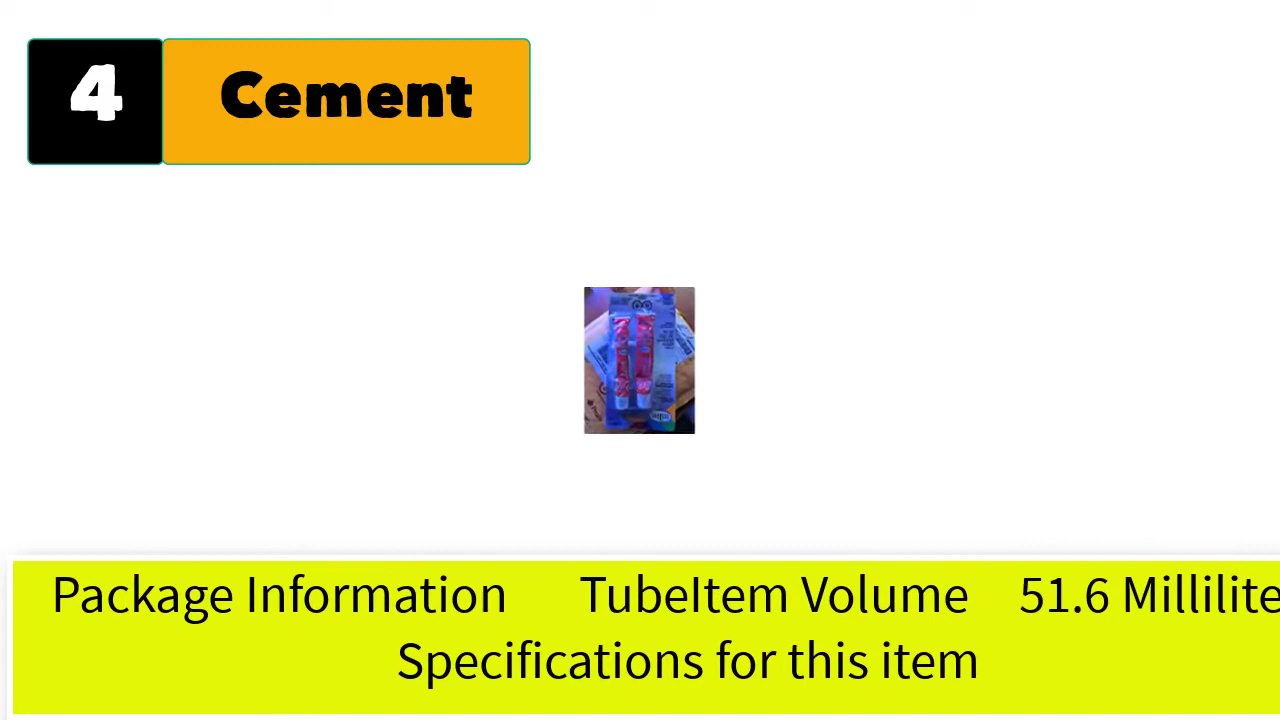 4 Cement
Package Information TubeItem Volume 51.6 Millilite
Specifications for this item